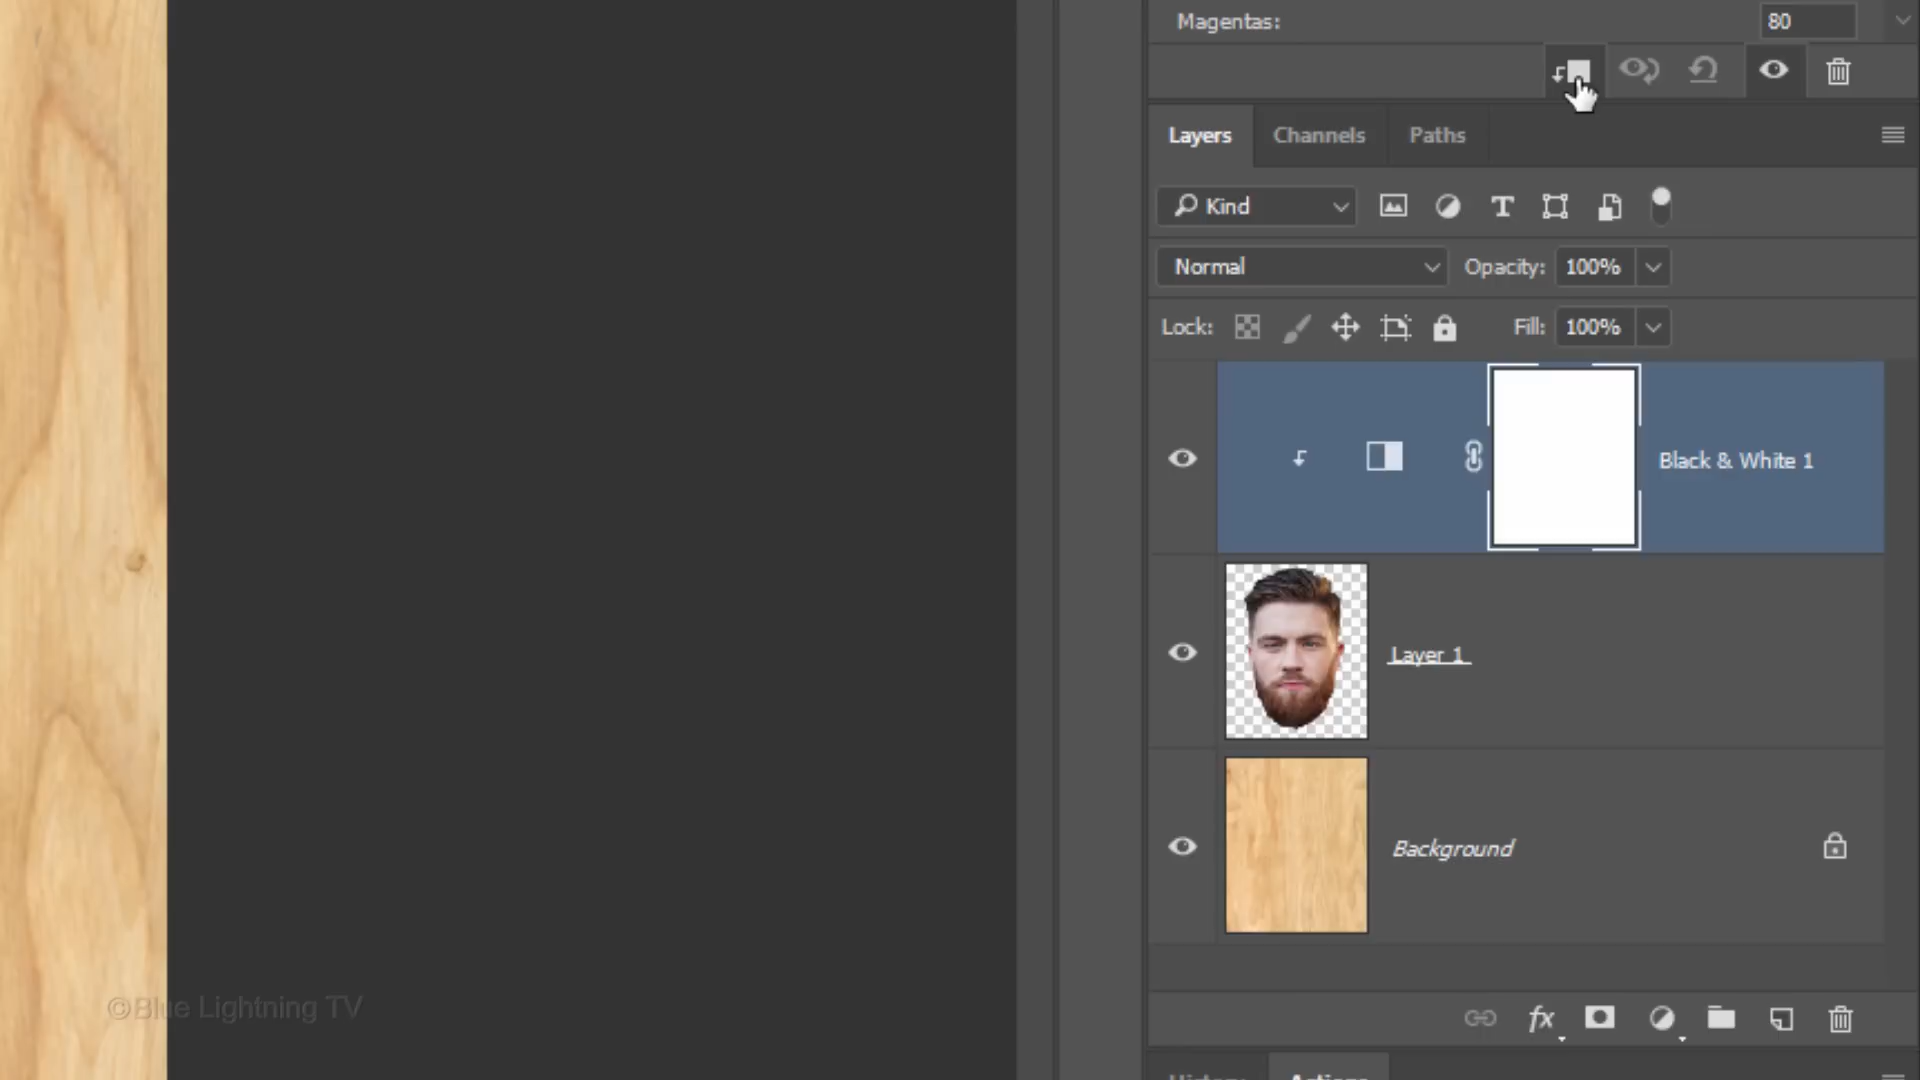 Magentas: 80
Layers Channels Paths
Kind
Normal Opacity: 100%
Lock: Fill: 100%
Black & White 1
Layer 1
Background
©Blue Lightning TV
fx